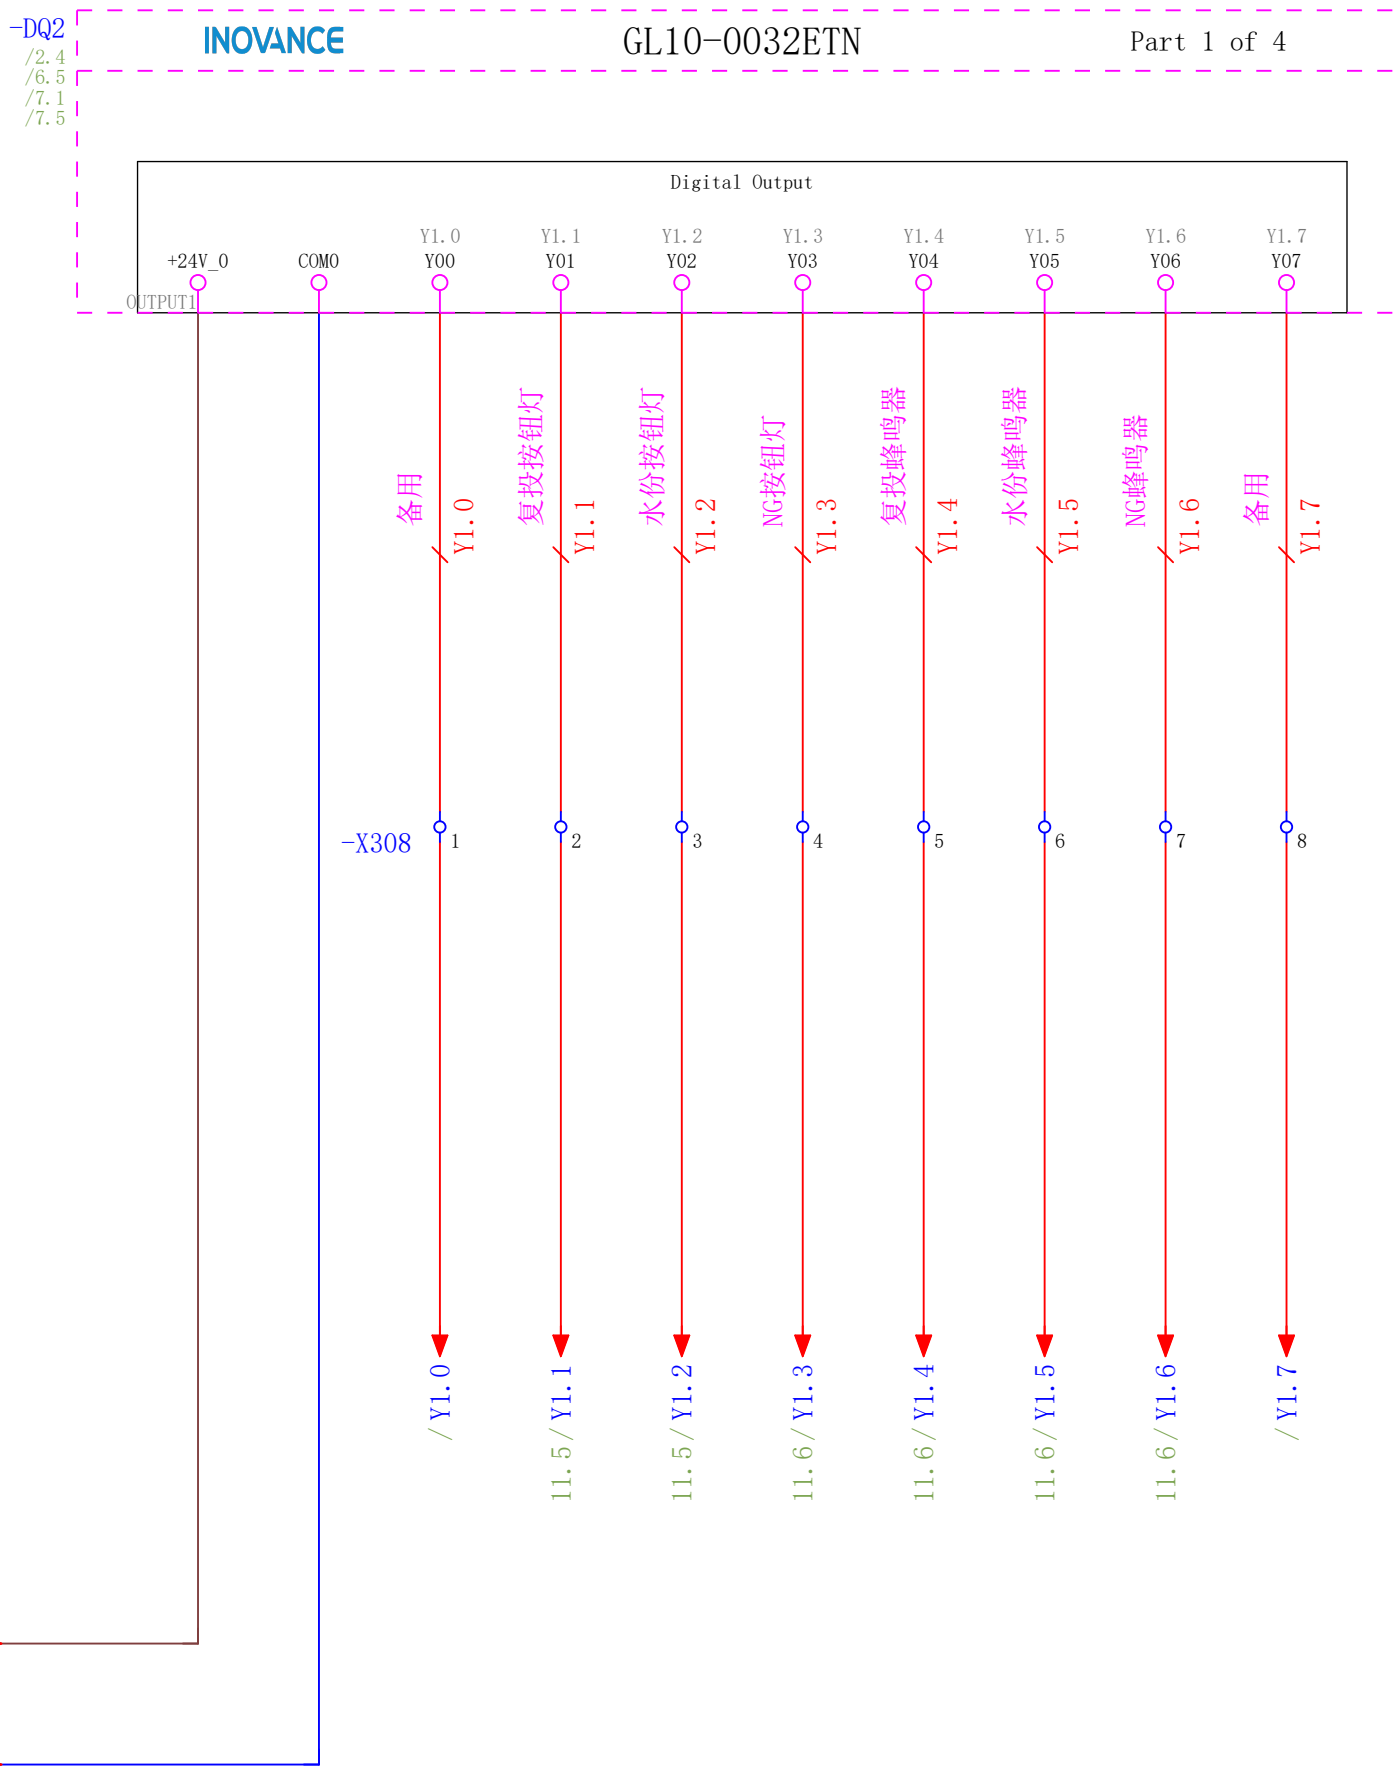 -DQ2
/2.4
/6.5
/7.1
/7.5
INOVANCE
GL10-0032ETN
Part 1 of 4
Digital Output
Y1.0 Y1.1 Y1.2 Y1.3 Y1.4 Y1.5 Y1.6 Y1.7
+24V_0 COM0 Y00 Y01 Y02 Y03 Y04 Y05 Y06 Y07
OUTPUT1
备用
Y1.0
复投按钮灯
Y1.1
水份按钮灯
Y1.2
NG按钮灯
Y1.3
复投蜂鸣器
Y1.4
水份蜂鸣器
Y1.5
NG蜂鸣器
Y1.6
备用
Y1.7
-X308
1 2 3 4 5 6 7 8
/ Y1.0
11.5 / Y1.1
11.5 / Y1.2
11.6 / Y1.3
11.6 / Y1.4
11.6 / Y1.5
11.6 / Y1.6
/ Y1.7